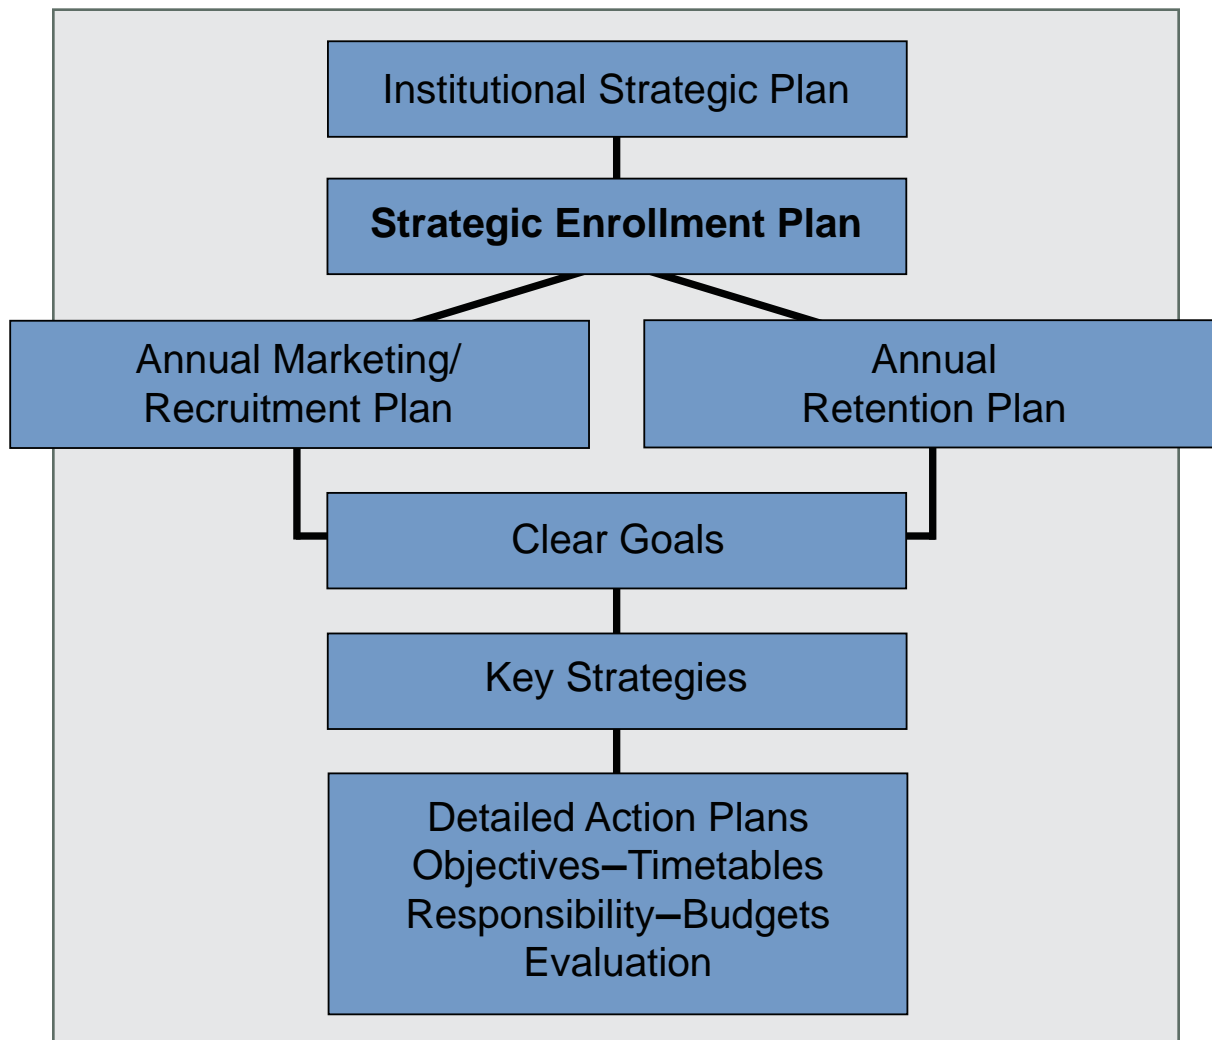 Institutional Strategic Plan
Strategic Enrollment Plan
Annual Marketing/
Recruitment Plan
Annual
Retention Plan
Clear Goals
Key Strategies
Detailed Action Plans
Objectives–Timetables
Responsibility–Budgets
Evaluation